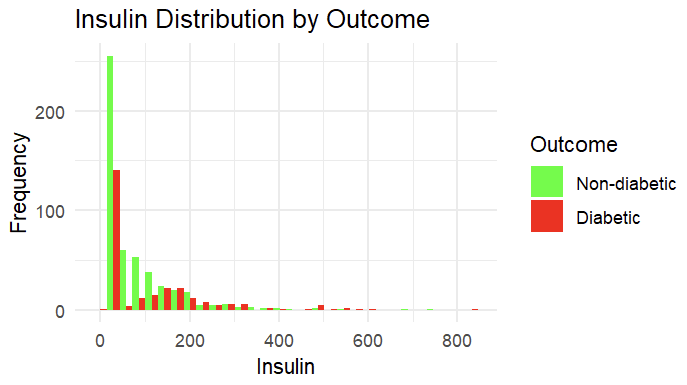 Insulin Distribution by Outcome
Frequency
200
100
0
0 200 400 600 800
Insulin
Outcome
Non-diabetic
Diabetic